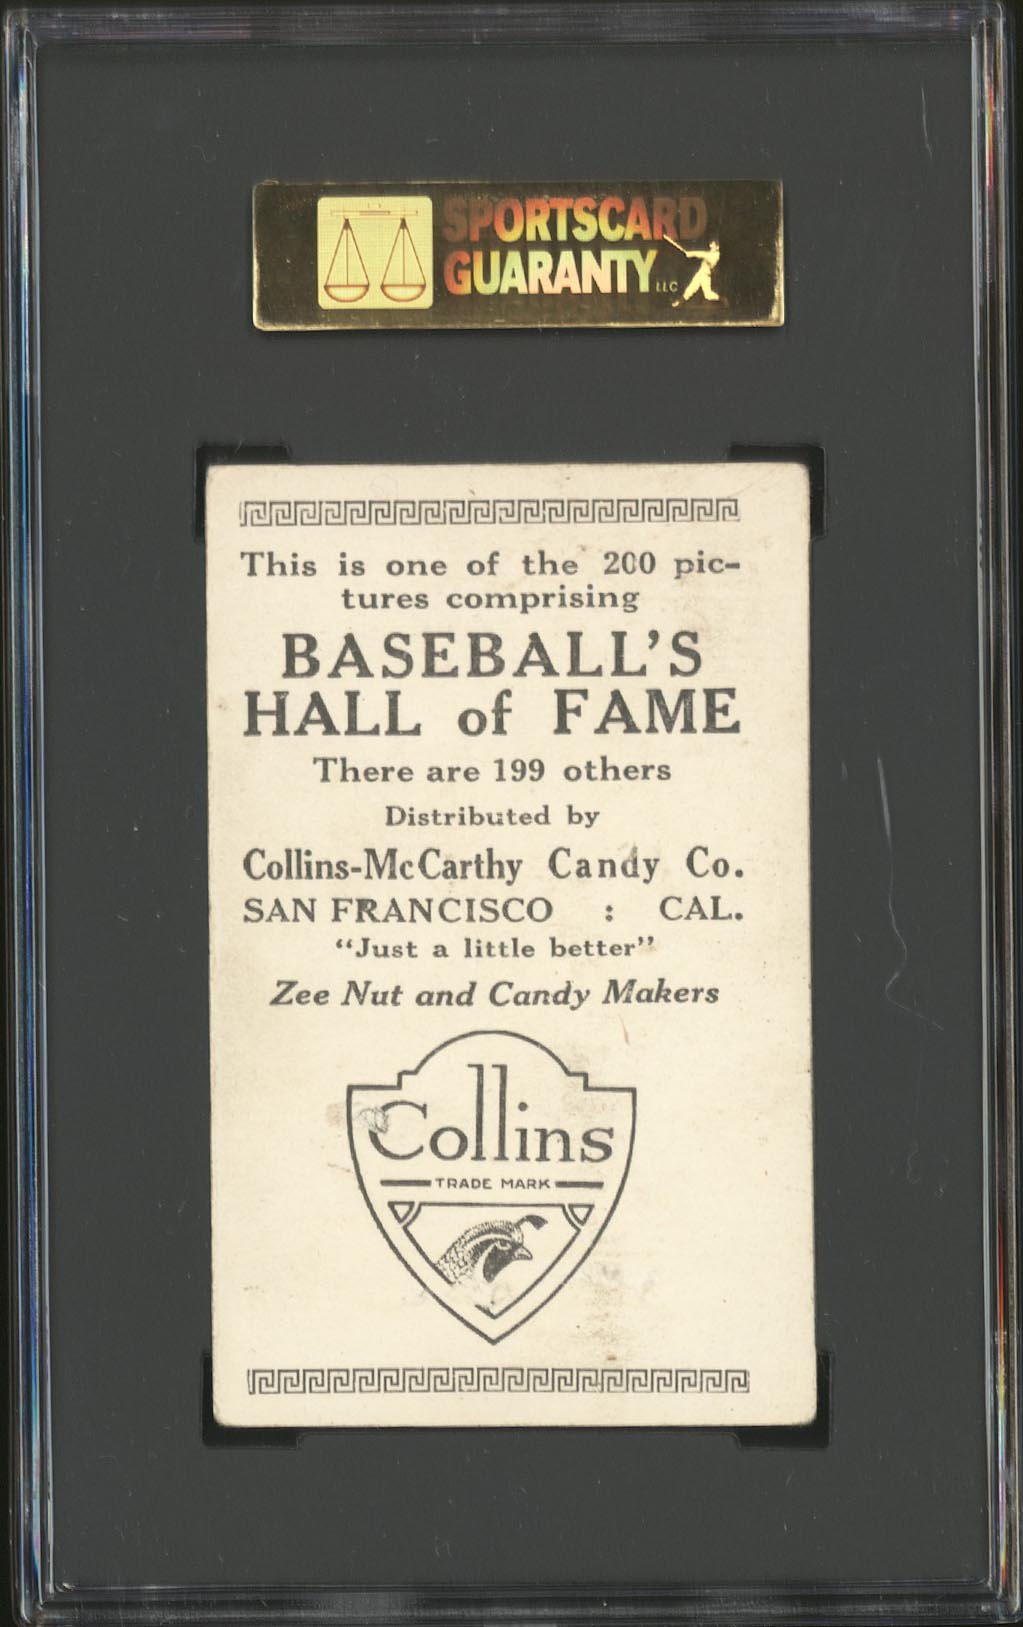 SPORTSCARD
GUARANTY LLC
This is one of the 200 pic-
tures comprising
BASEBALL'S
HALL of FAME
There are 199 others
Distributed by
Collins-McCarthy Candy Co.
SAN FRANCISCO : CAL.
"Just a little better"
Zee Nut and Candy Makers
Collins
TRADE MARK